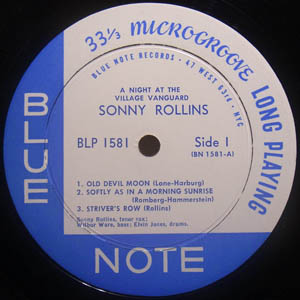 33⅓ MICROGROOVE LONG PLAYING
BLUE NOTE RECORDS • 47 WEST 63rd • NYC
A NIGHT AT THE
VILLAGE VANGUARD
SONNY ROLLINS
BLP 1581 Side 1
(BN 1581-A)
1. OLD DEVIL MOON (Lane-Harburg)
2. SOFTLY AS IN A MORNING SUNRISE
(Romberg-Hammerstein)
3. STRIVER'S ROW (Rollins)
Sonny Rollins, tenor sax;
Wilbur Ware, bass; Elvin Jones, drums.
BLUE
NOTE